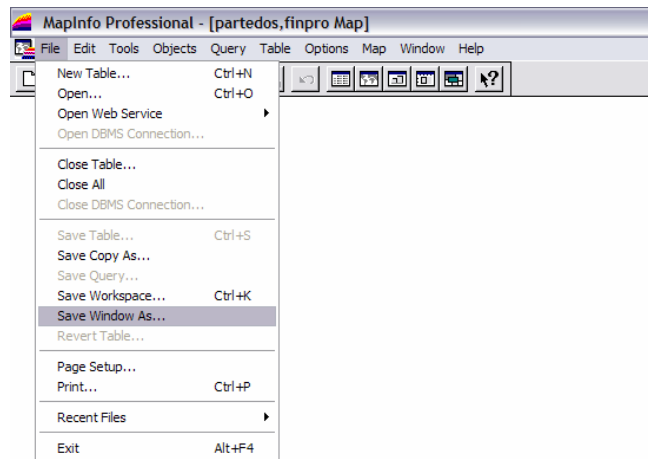 MapInfo Professional - [partedos,finpro Map]
File Edit Tools Objects Query Table Options Map Window Help
New Table... Ctrl+N
Open... Ctrl+O
Open Web Service
Open DBMS Connection...
Close Table...
Close All
Close DBMS Connection...
Save Table... Ctrl+S
Save Copy As...
Save Query...
Save Workspace... Ctrl+K
Save Window As...
Revert Table...
Page Setup...
Print... Ctrl+P
Recent Files
Exit Alt+F4